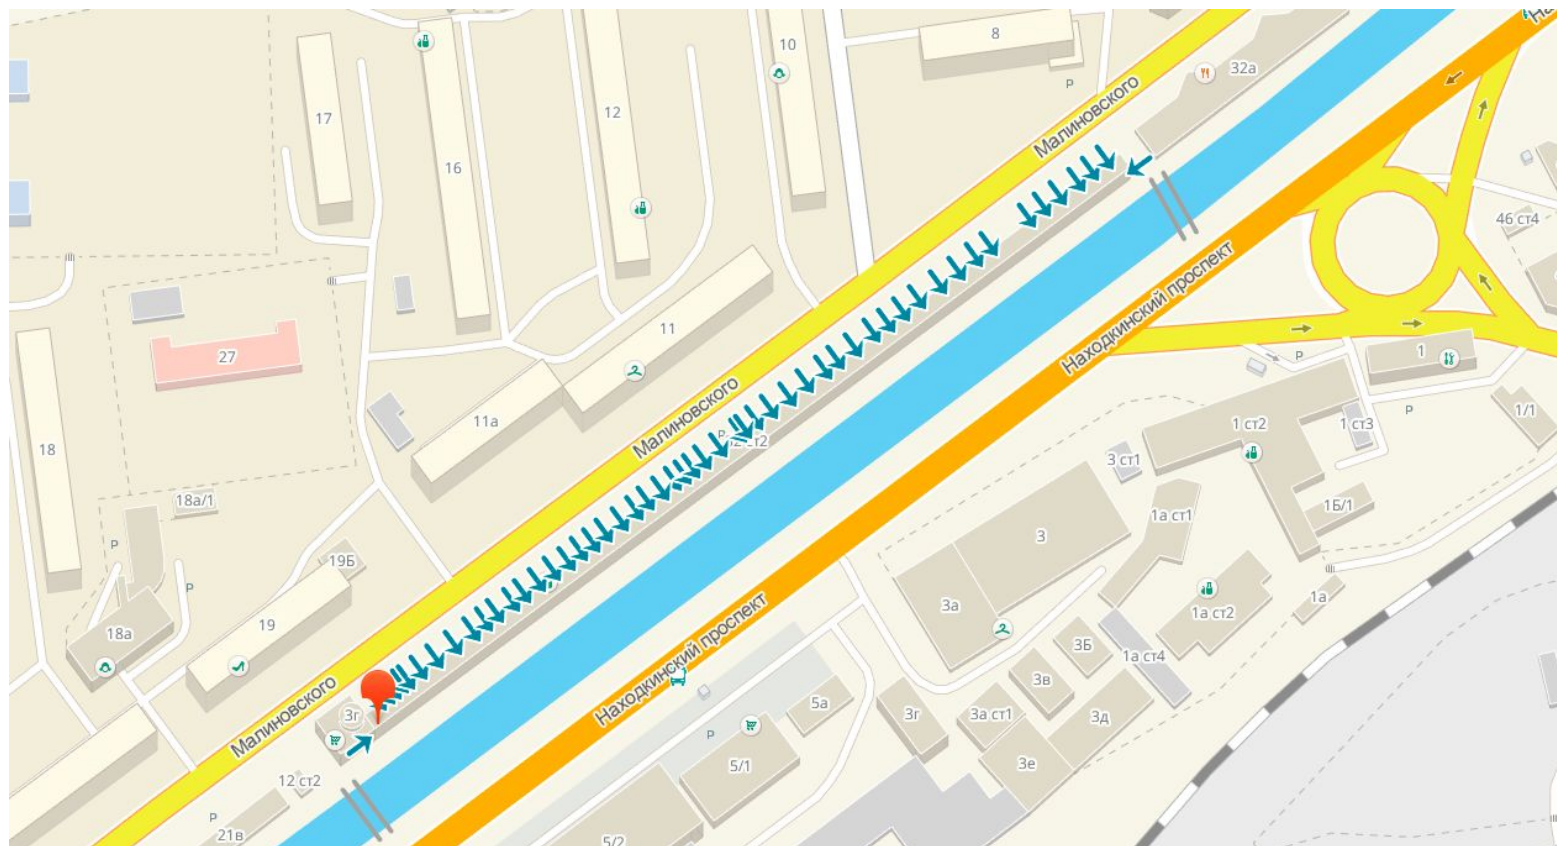 8
10
32а
17
12
Малиновского
16
46 ст4
Находкинский проспект
11
27
1
11а
Малиновского
1/1
1 ст2
1 ст3
18
3 ст1
18а/1
1Б/1
1а ст1
3
19Б
1а
3а
1а ст2
19
18а
Находкинский проспект
3Б
1а ст4
3в
5а
3г
3г
3а ст1
3д
Малиновского
3е
5/1
12 ст2
21в
5/2
P
P
P
P
P
P
P
P